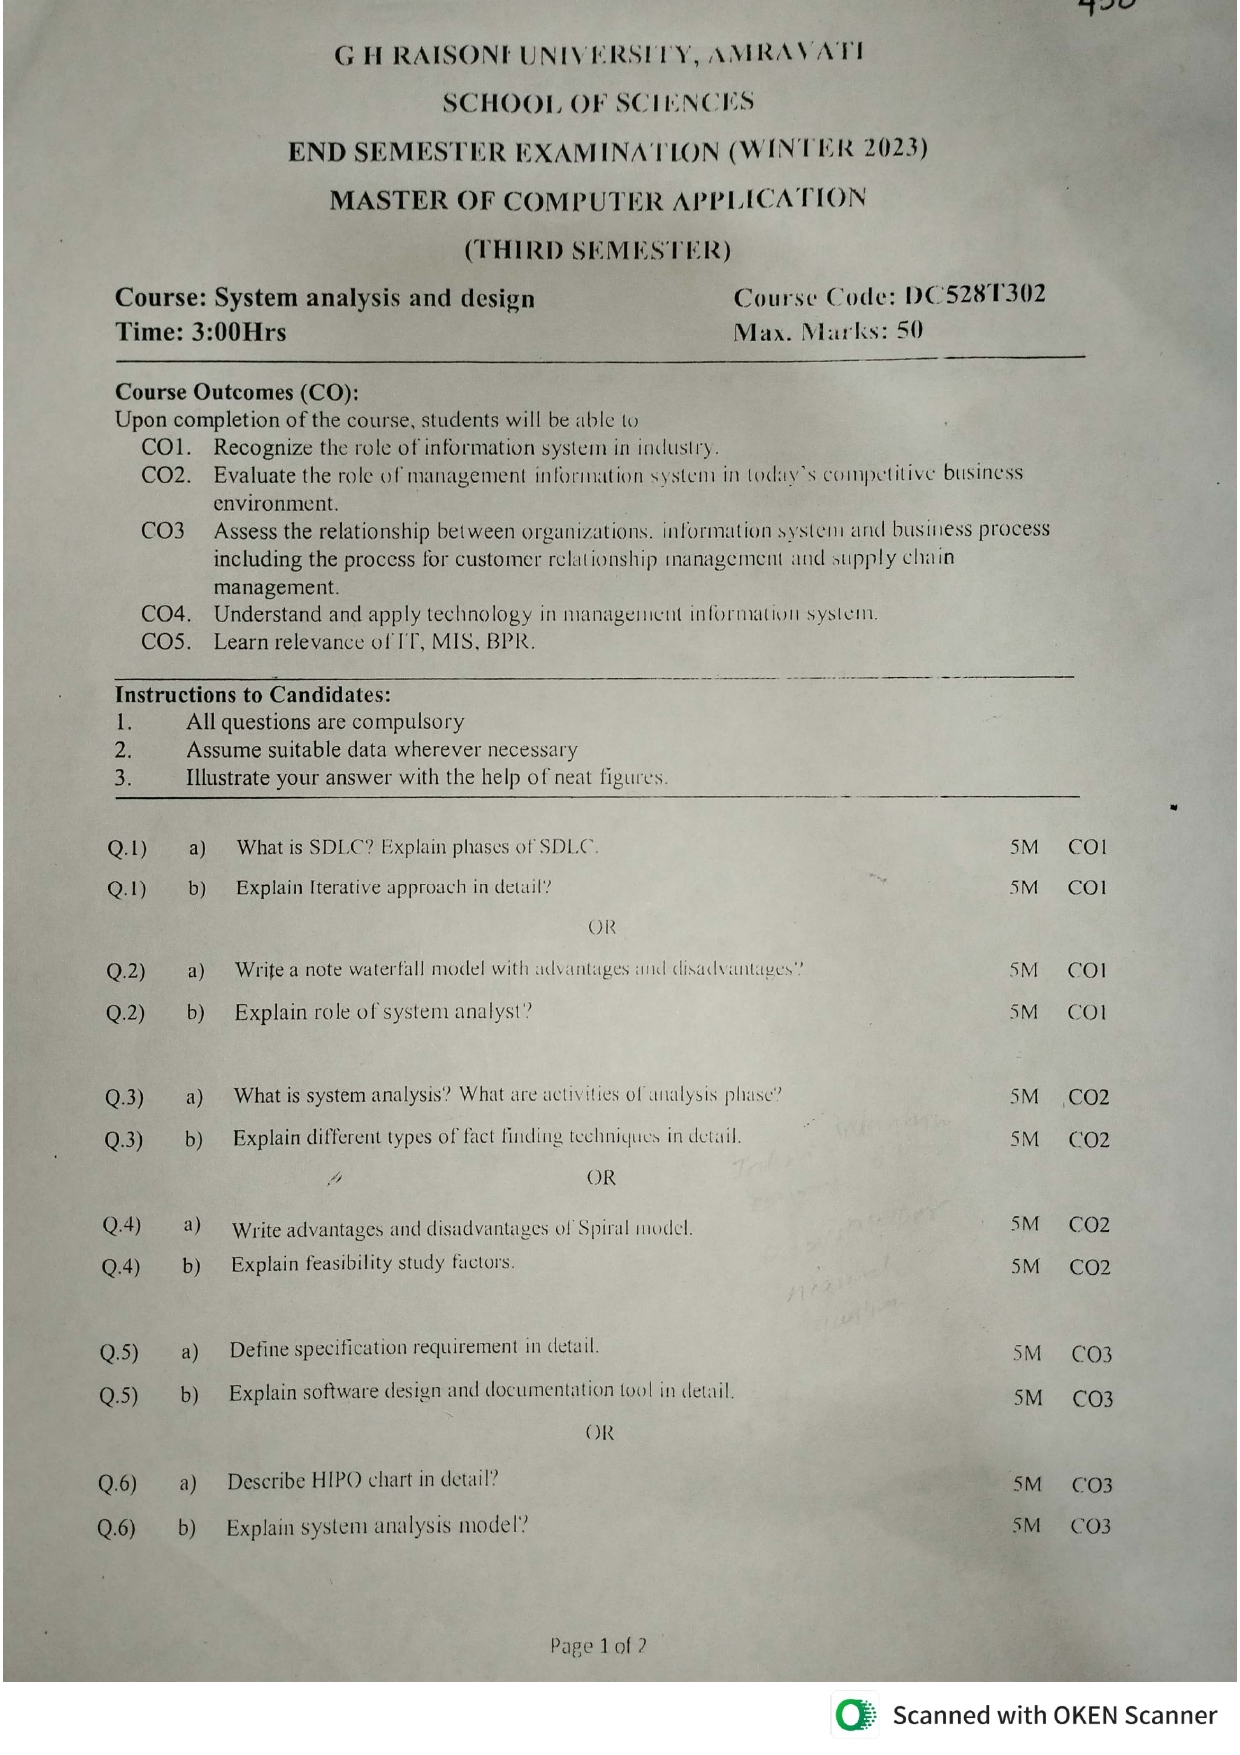 G H RAISONI UNIVERSITY, AMRAVATI
SCHOOL OF SCIENCES
END SEMESTER EXAMINATION (WINTER 2023)
MASTER OF COMPUTER APPLICATION
(THIRD SEMESTER)
Course: System analysis and design Course Code: DC528T302
Time: 3:00Hrs Max. Marks: 50
Course Outcomes (CO):
Upon completion of the course, students will be able to
CO1. Recognize the role of information system in industry.
CO2. Evaluate the role of management information system in today's competitive business
environment.
CO3 Assess the relationship between organizations. information system and business process
including the process for customer relationship management and supply chain
management.
CO4. Understand and apply technology in management information system.
CO5. Learn relevance of IT, MIS, BPR.
Instructions to Candidates:
1. All questions are compulsory
2. Assume suitable data wherever necessary
3. Illustrate your answer with the help of neat figures.
Q.1) a) What is SDLC? Explain phases of SDLC. 5M CO1
Q.1) b) Explain Iterative approach in detail? 5M CO1
OR
Q.2) a) Write a note waterfall model with advantages and disadvantages? 5M CO1
Q.2) b) Explain role of system analyst? 5M CO1
Q.3) a) What is system analysis? What are activities of analysis phase? 5M CO2
Q.3) b) Explain different types of fact finding techniques in detail. 5M CO2
OR
Q.4) a) Write advantages and disadvantages of Spiral model. 5M CO2
Q.4) b) Explain feasibility study factors. 5M CO2
Q.5) a) Define specification requirement in detail. 5M CO3
Q.5) b) Explain software design and documentation tool in detail. 5M CO3
OR
Q.6) a) Describe HIPO chart in detail? 5M CO3
Q.6) b) Explain system analysis model? 5M CO3
Page 1 of 2
Scanned with OKEN Scanner